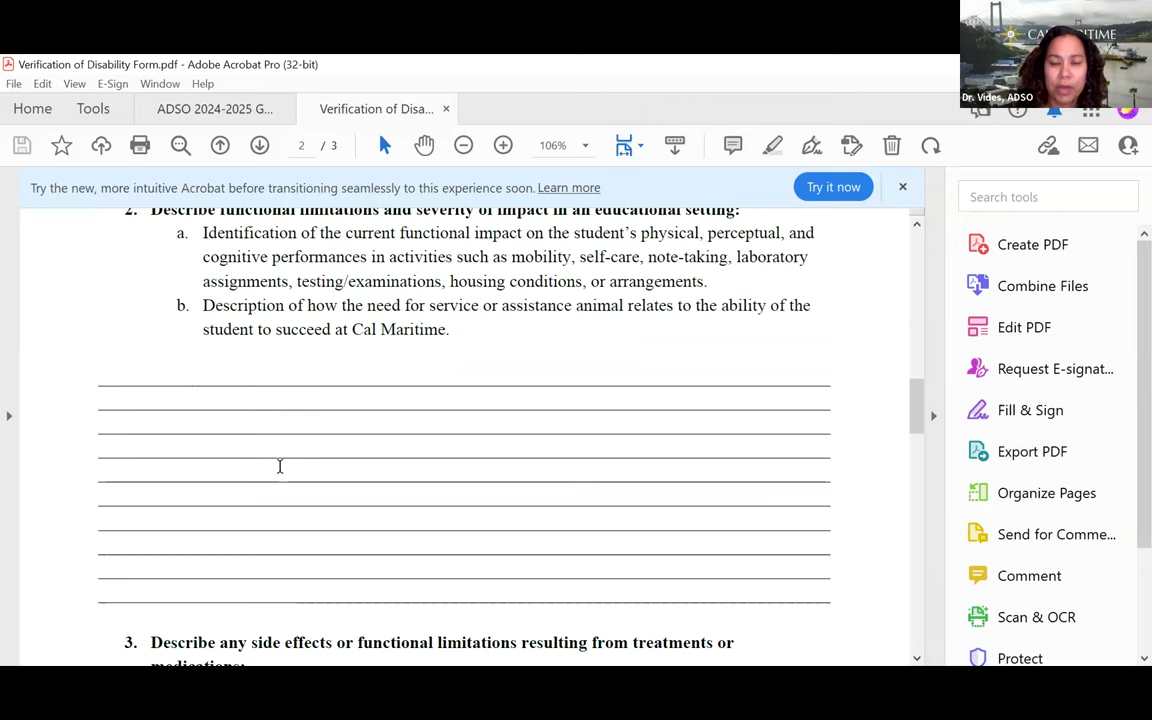 CAL MARITIME
Dr. Vides, ADSO
Verification of Disability Form.pdf - Adobe Acrobat Pro (32-bit)
File Edit View E-Sign Window Help
Home Tools ADSO 2024-2025 G... Verification of Disa... ×
2 / 3 106%
Try the new, more intuitive Acrobat before transitioning seamlessly to this experience soon. Learn more Try it now
Search tools
2. Describe functional limitations and severity of impact in an educational setting:
a. Identification of the current functional impact on the student's physical, perceptual, and
cognitive performances in activities such as mobility, self-care, note-taking, laboratory
assignments, testing/examinations, housing conditions, or arrangements.
b. Description of how the need for service or assistance animal relates to the ability of the
student to succeed at Cal Maritime.
3. Describe any side effects or functional limitations resulting from treatments or
medications:
Create PDF
Combine Files
Edit PDF
Request E-signat...
Fill & Sign
Export PDF
Organize Pages
Send for Comme...
Comment
Scan & OCR
Protect